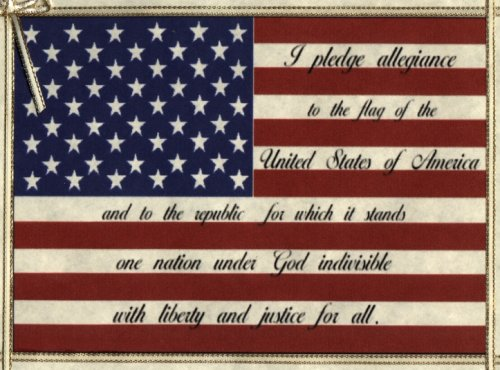 I pledge allegiance
to the flag of the
United States of America
and to the republic for which it stands
one nation under God indivisible
with liberty and justice for all.